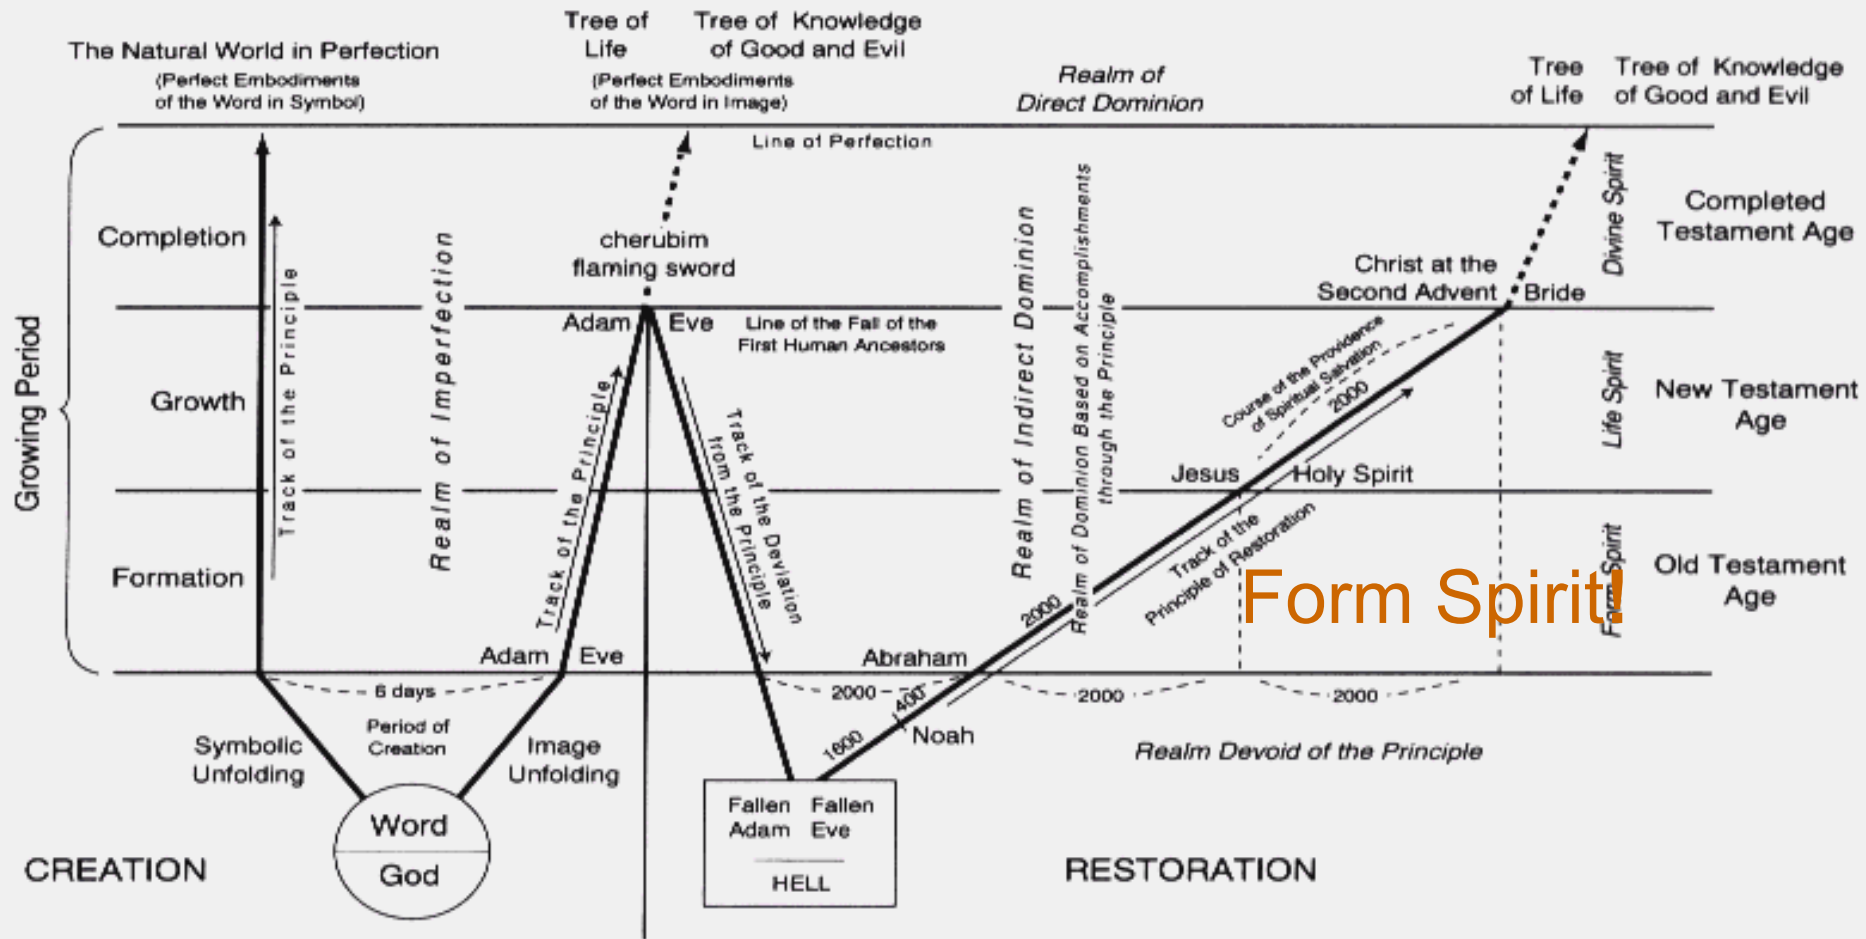 Tree of
Life
Tree of Knowledge
of Good and Evil
The Natural World in Perfection
(Perfect Embodiments
of the Word in Symbol)
(Perfect Embodiments
of the Word in Image)
Realm of
Direct Dominion
Tree
of Life
Tree of Knowledge
of Good and Evil
Line of Perfection
Growing Period
Completion
Growth
Formation
Track of the Principle
Realm of Imperfection
cherubim
flaming sword
Adam
Eve
Line of the Fall of the
First Human Ancestors
Track of the Principle
Track of the Deviation
from the Principle
Realm of Indirect Dominion
Realm of Dominion Based on Accomplishments
through the Principle
Christ at the
Second Advent
Bride
Course of the Providence
of Spiritual Salvation
2000
Jesus
Holy Spirit
Track of the
Principle of Restoration
2000
Divine Spirit
Life Spirit
Form Spirit
Completed
Testament Age
New Testament
Age
Old Testament
Age
Form Spirit!
Adam
Eve
Abraham
6 days
2000
2000
2000
400
1600
Noah
Period of
Creation
Symbolic
Unfolding
Image
Unfolding
Realm Devoid of the Principle
Word
God
Fallen Fallen
Adam Eve
HELL
CREATION
RESTORATION